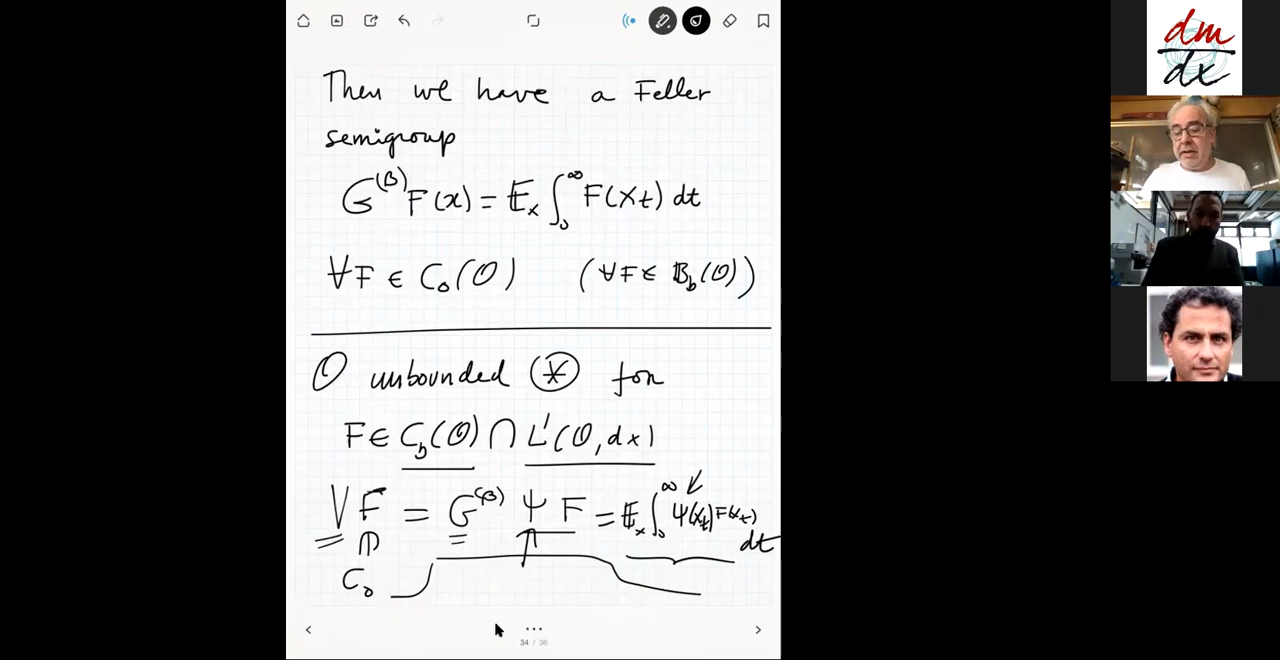 Then we have a Feller
semigroup
G^(β) F(x) = 𝔼_x ∫_0^∞ F(X_t) dt
∀F ∈ C_0(O) (∀F ∈ B_b(O))
O unbounded (*) for
F ∈ C_b(O) ∩ L^1(O, dx)
V F = G^(β) Ψ F = 𝔼_x ∫_0^∞ Ψ(X_t) F(X_t) dt
C_0
34 / 36
dm
dx